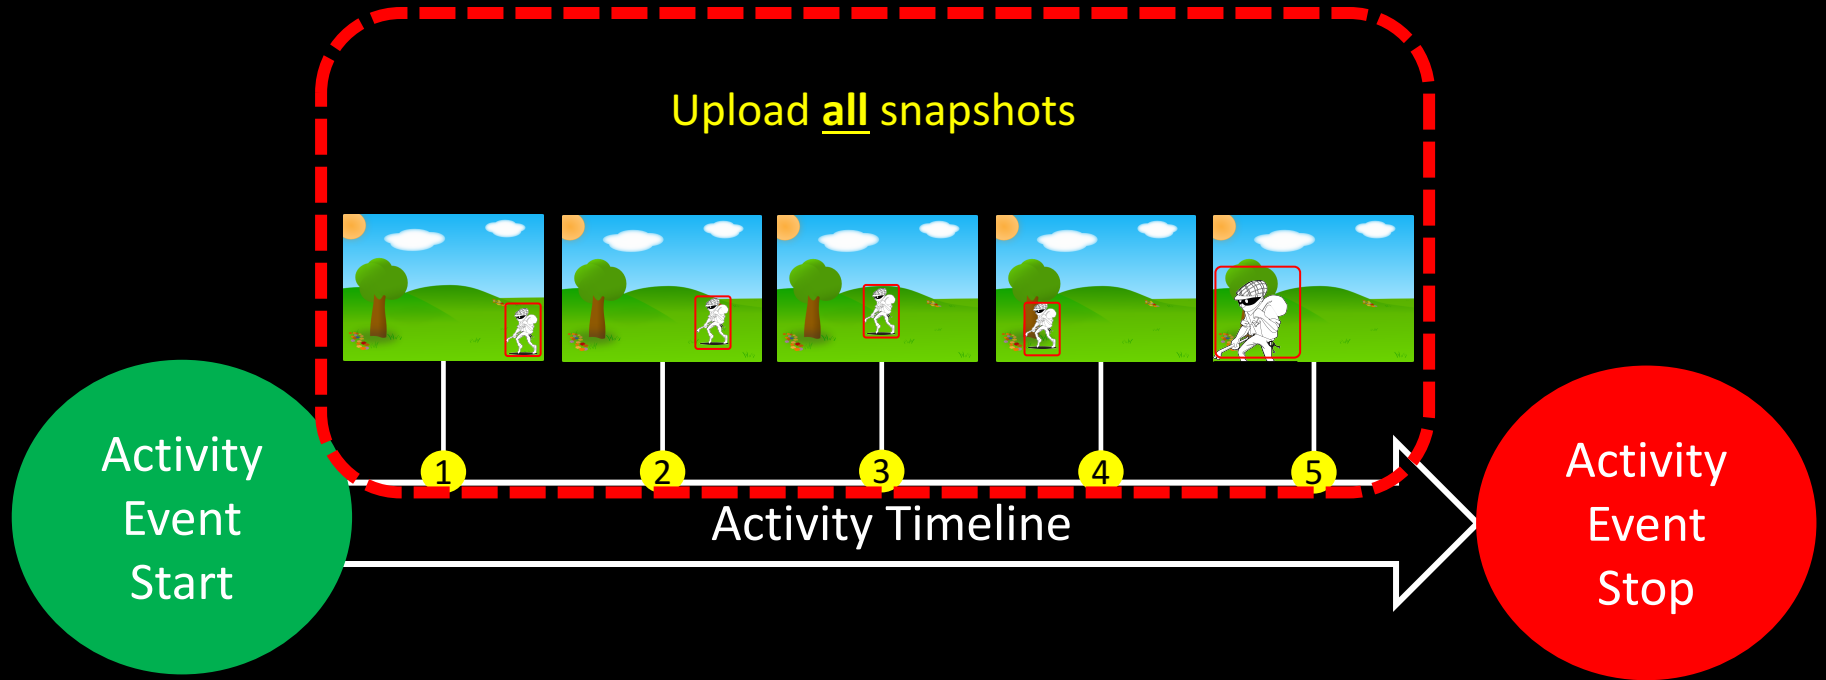 Upload all snapshots
1
2
3
4
5
Activity Timeline
Activity
Event
Start
Activity
Event
Stop